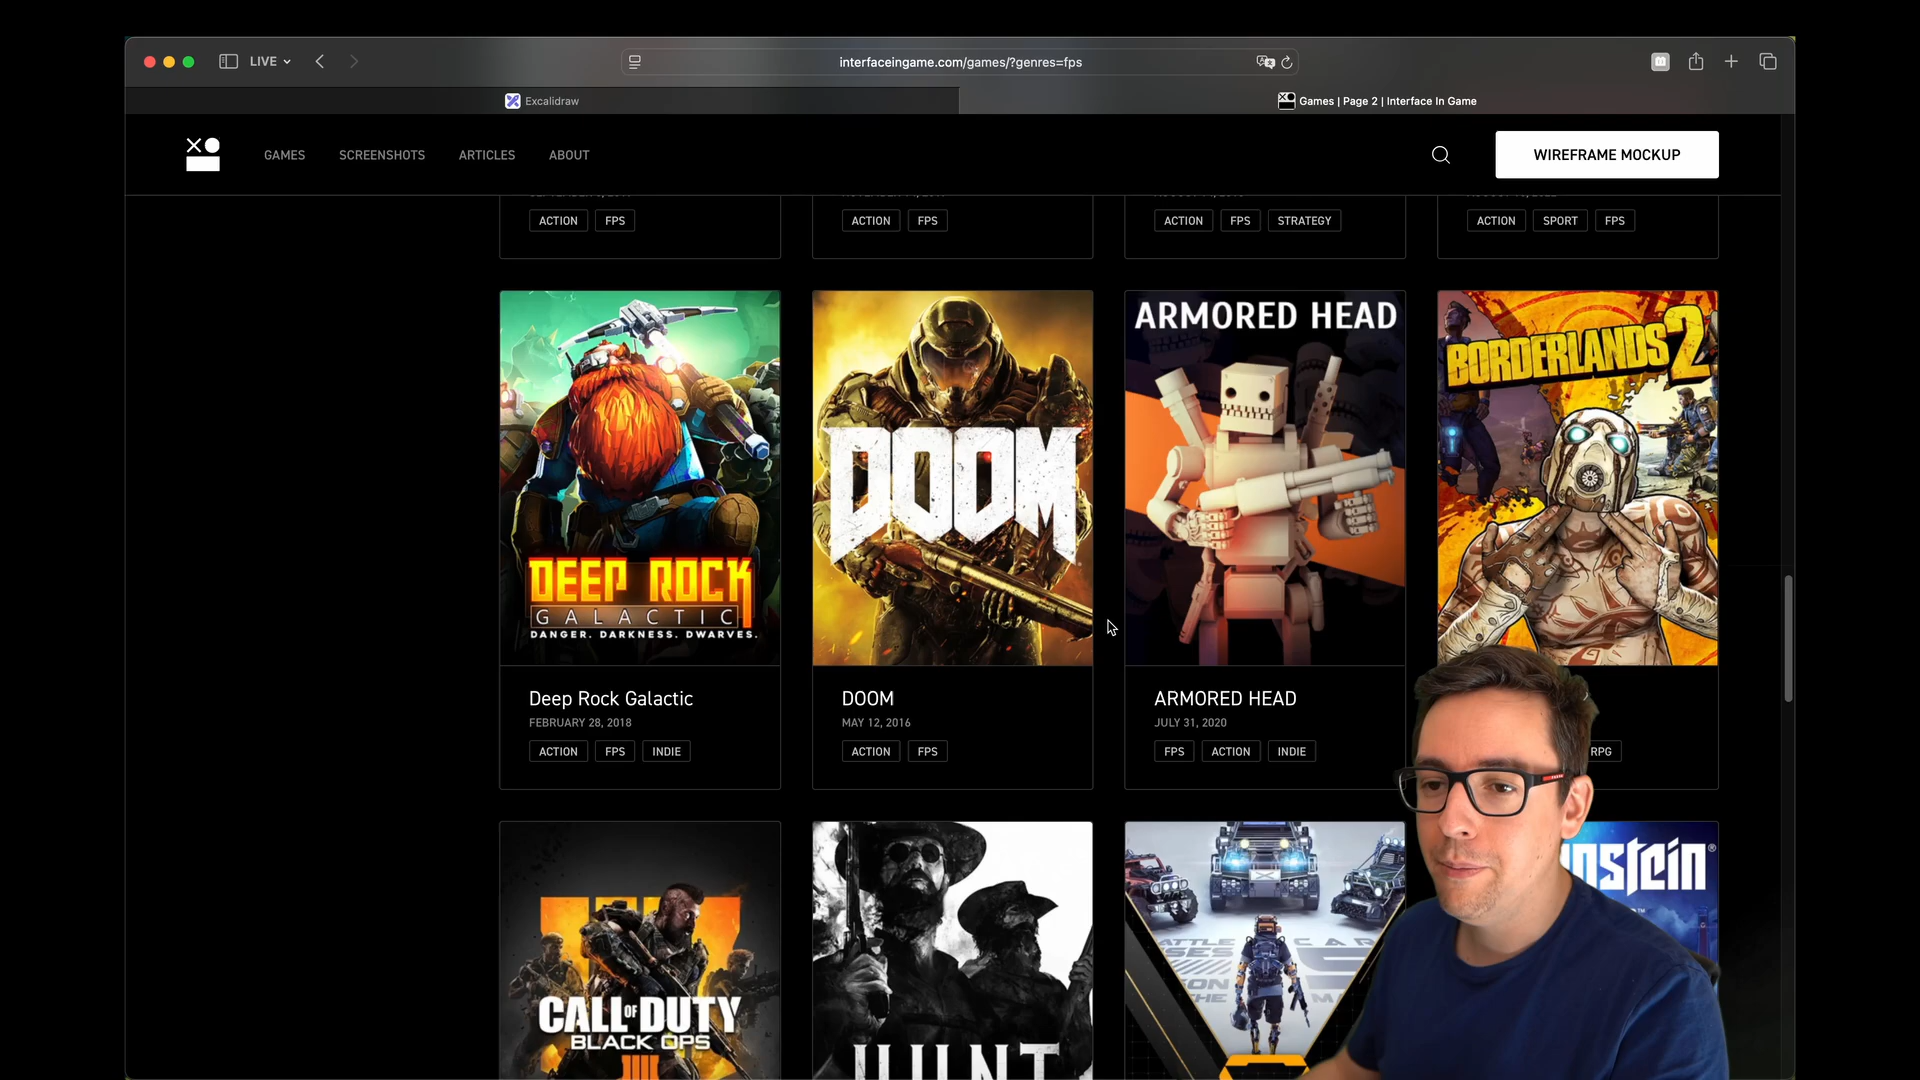 LIVE
interfaceingame.com/games/?genres=fps
Excalidraw
Games | Page 2 | Interface In Game
GAMES
SCREENSHOTS
ARTICLES
ABOUT
WIREFRAME MOCKUP
ACTION FPS
ACTION FPS
ACTION FPS STRATEGY
ACTION SPORT FPS
DEEP ROCK
GALACTIC
DANGER. DARKNESS. DWARVES.
DOOM
ARMORED HEAD
BORDERLANDS 2
Deep Rock Galactic
FEBRUARY 28, 2018
ACTION FPS INDIE
DOOM
MAY 12, 2016
ACTION FPS
ARMORED HEAD
JULY 31, 2020
FPS ACTION INDIE
RPG
CALL OF DUTY
BLACK OPS
IIII
HUNT